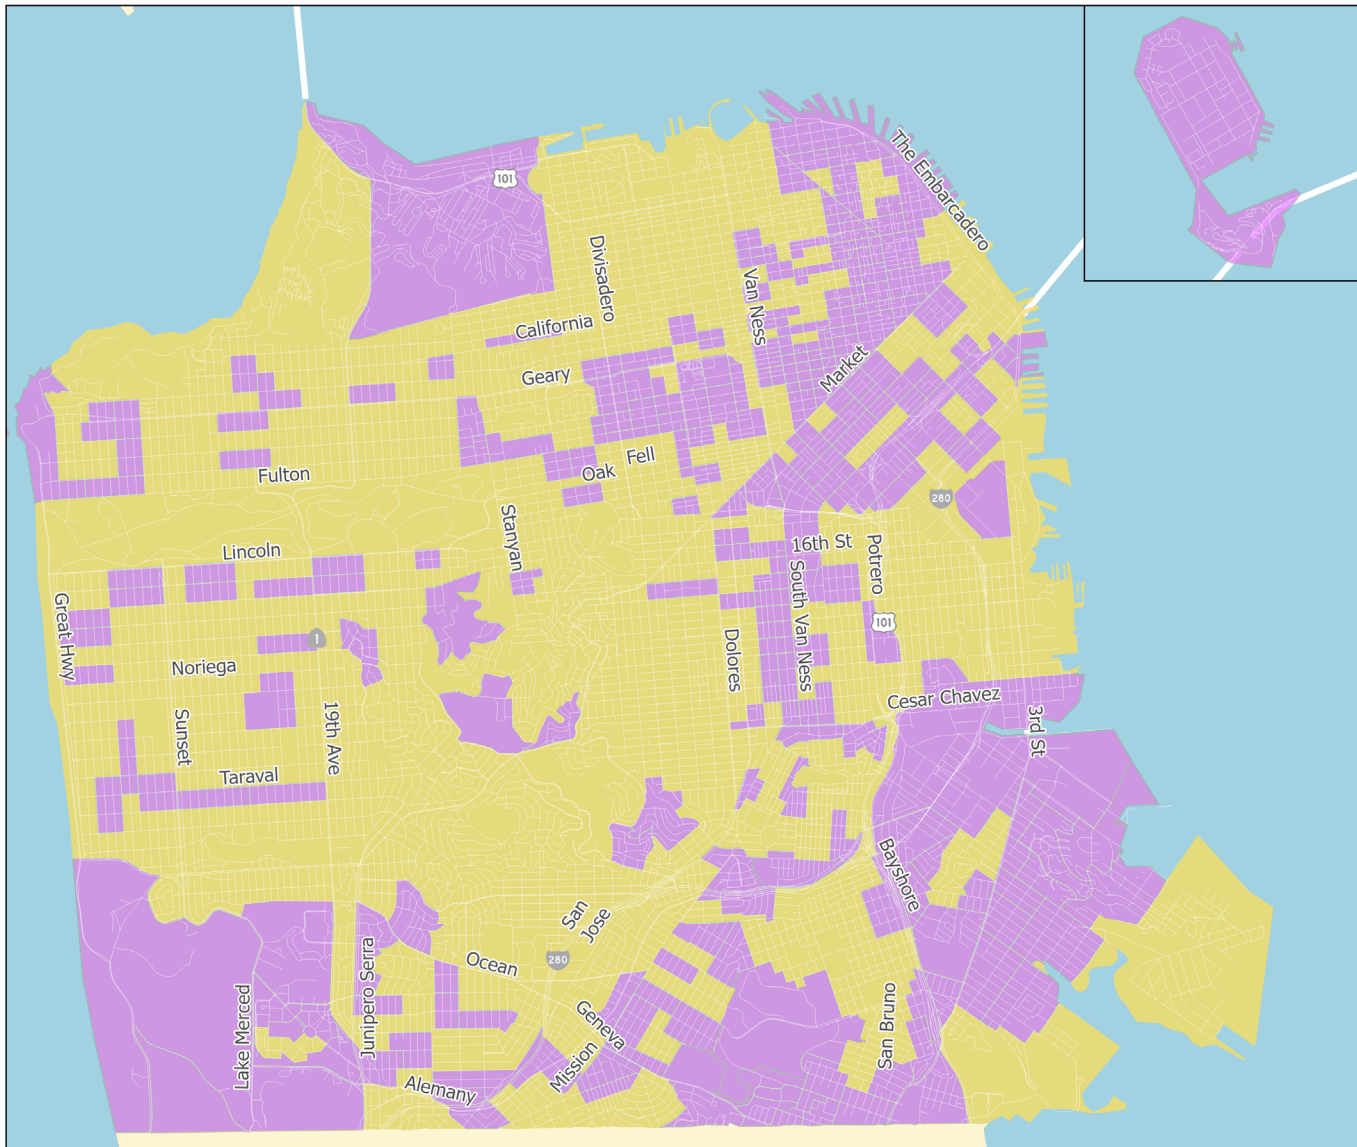 101
The Embarcadero
Divisadero
Van Ness
California
Geary
Market
Fell
Oak
Fulton
280
Stanyan
Lincoln
16th St
Potrero
South Van Ness
Great Hwy
101
1
Dolores
Noriega
Cesar Chavez
Sunset
19th Ave
3rd St
Taraval
Bayshore
San
Jose
Ocean
280
Junipero Serra
Lake Merced
Geneva
San Bruno
Mission
Alemany